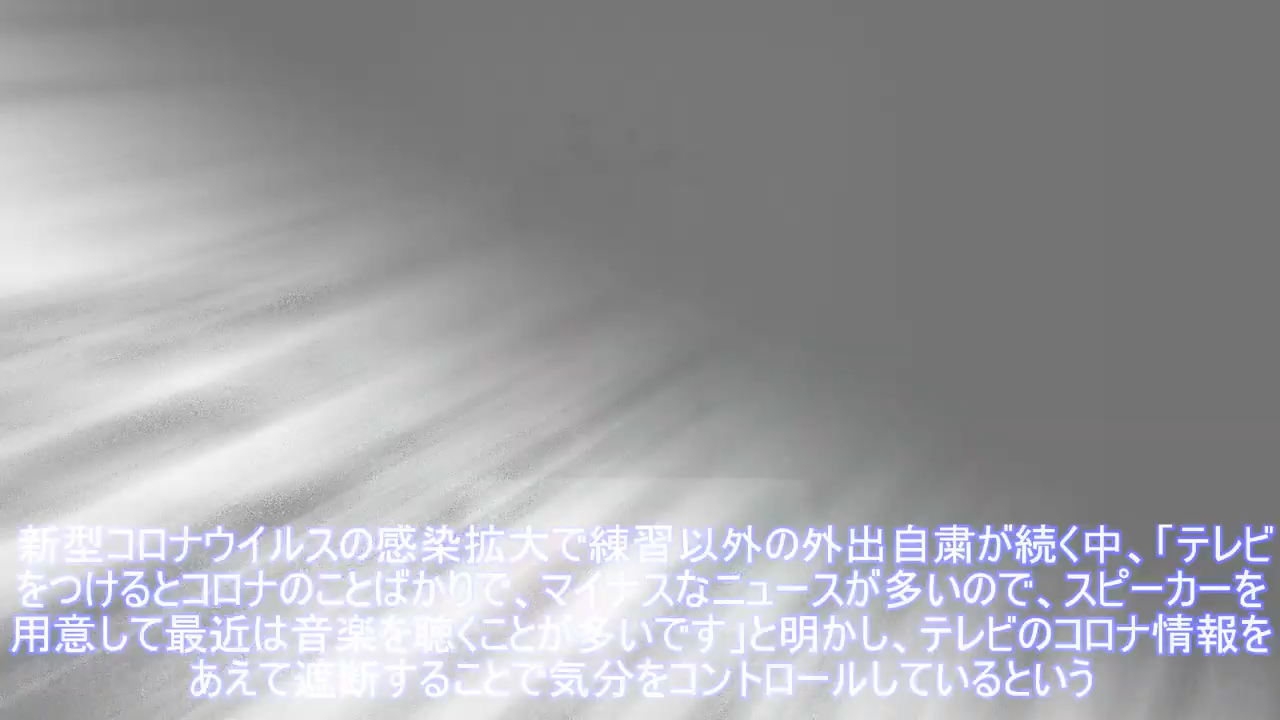 新型コロナウイルスの感染拡大で練習以外の外出自粛が続く中、「テレビ
をつけるとコロナのことばかりで、マイナスなニュースが多いので、スピーカーを
用意して最近は音楽を聴くことが多いです」と明かし、テレビのコロナ情報を
あえて遮断することで気分をコントロールしているという